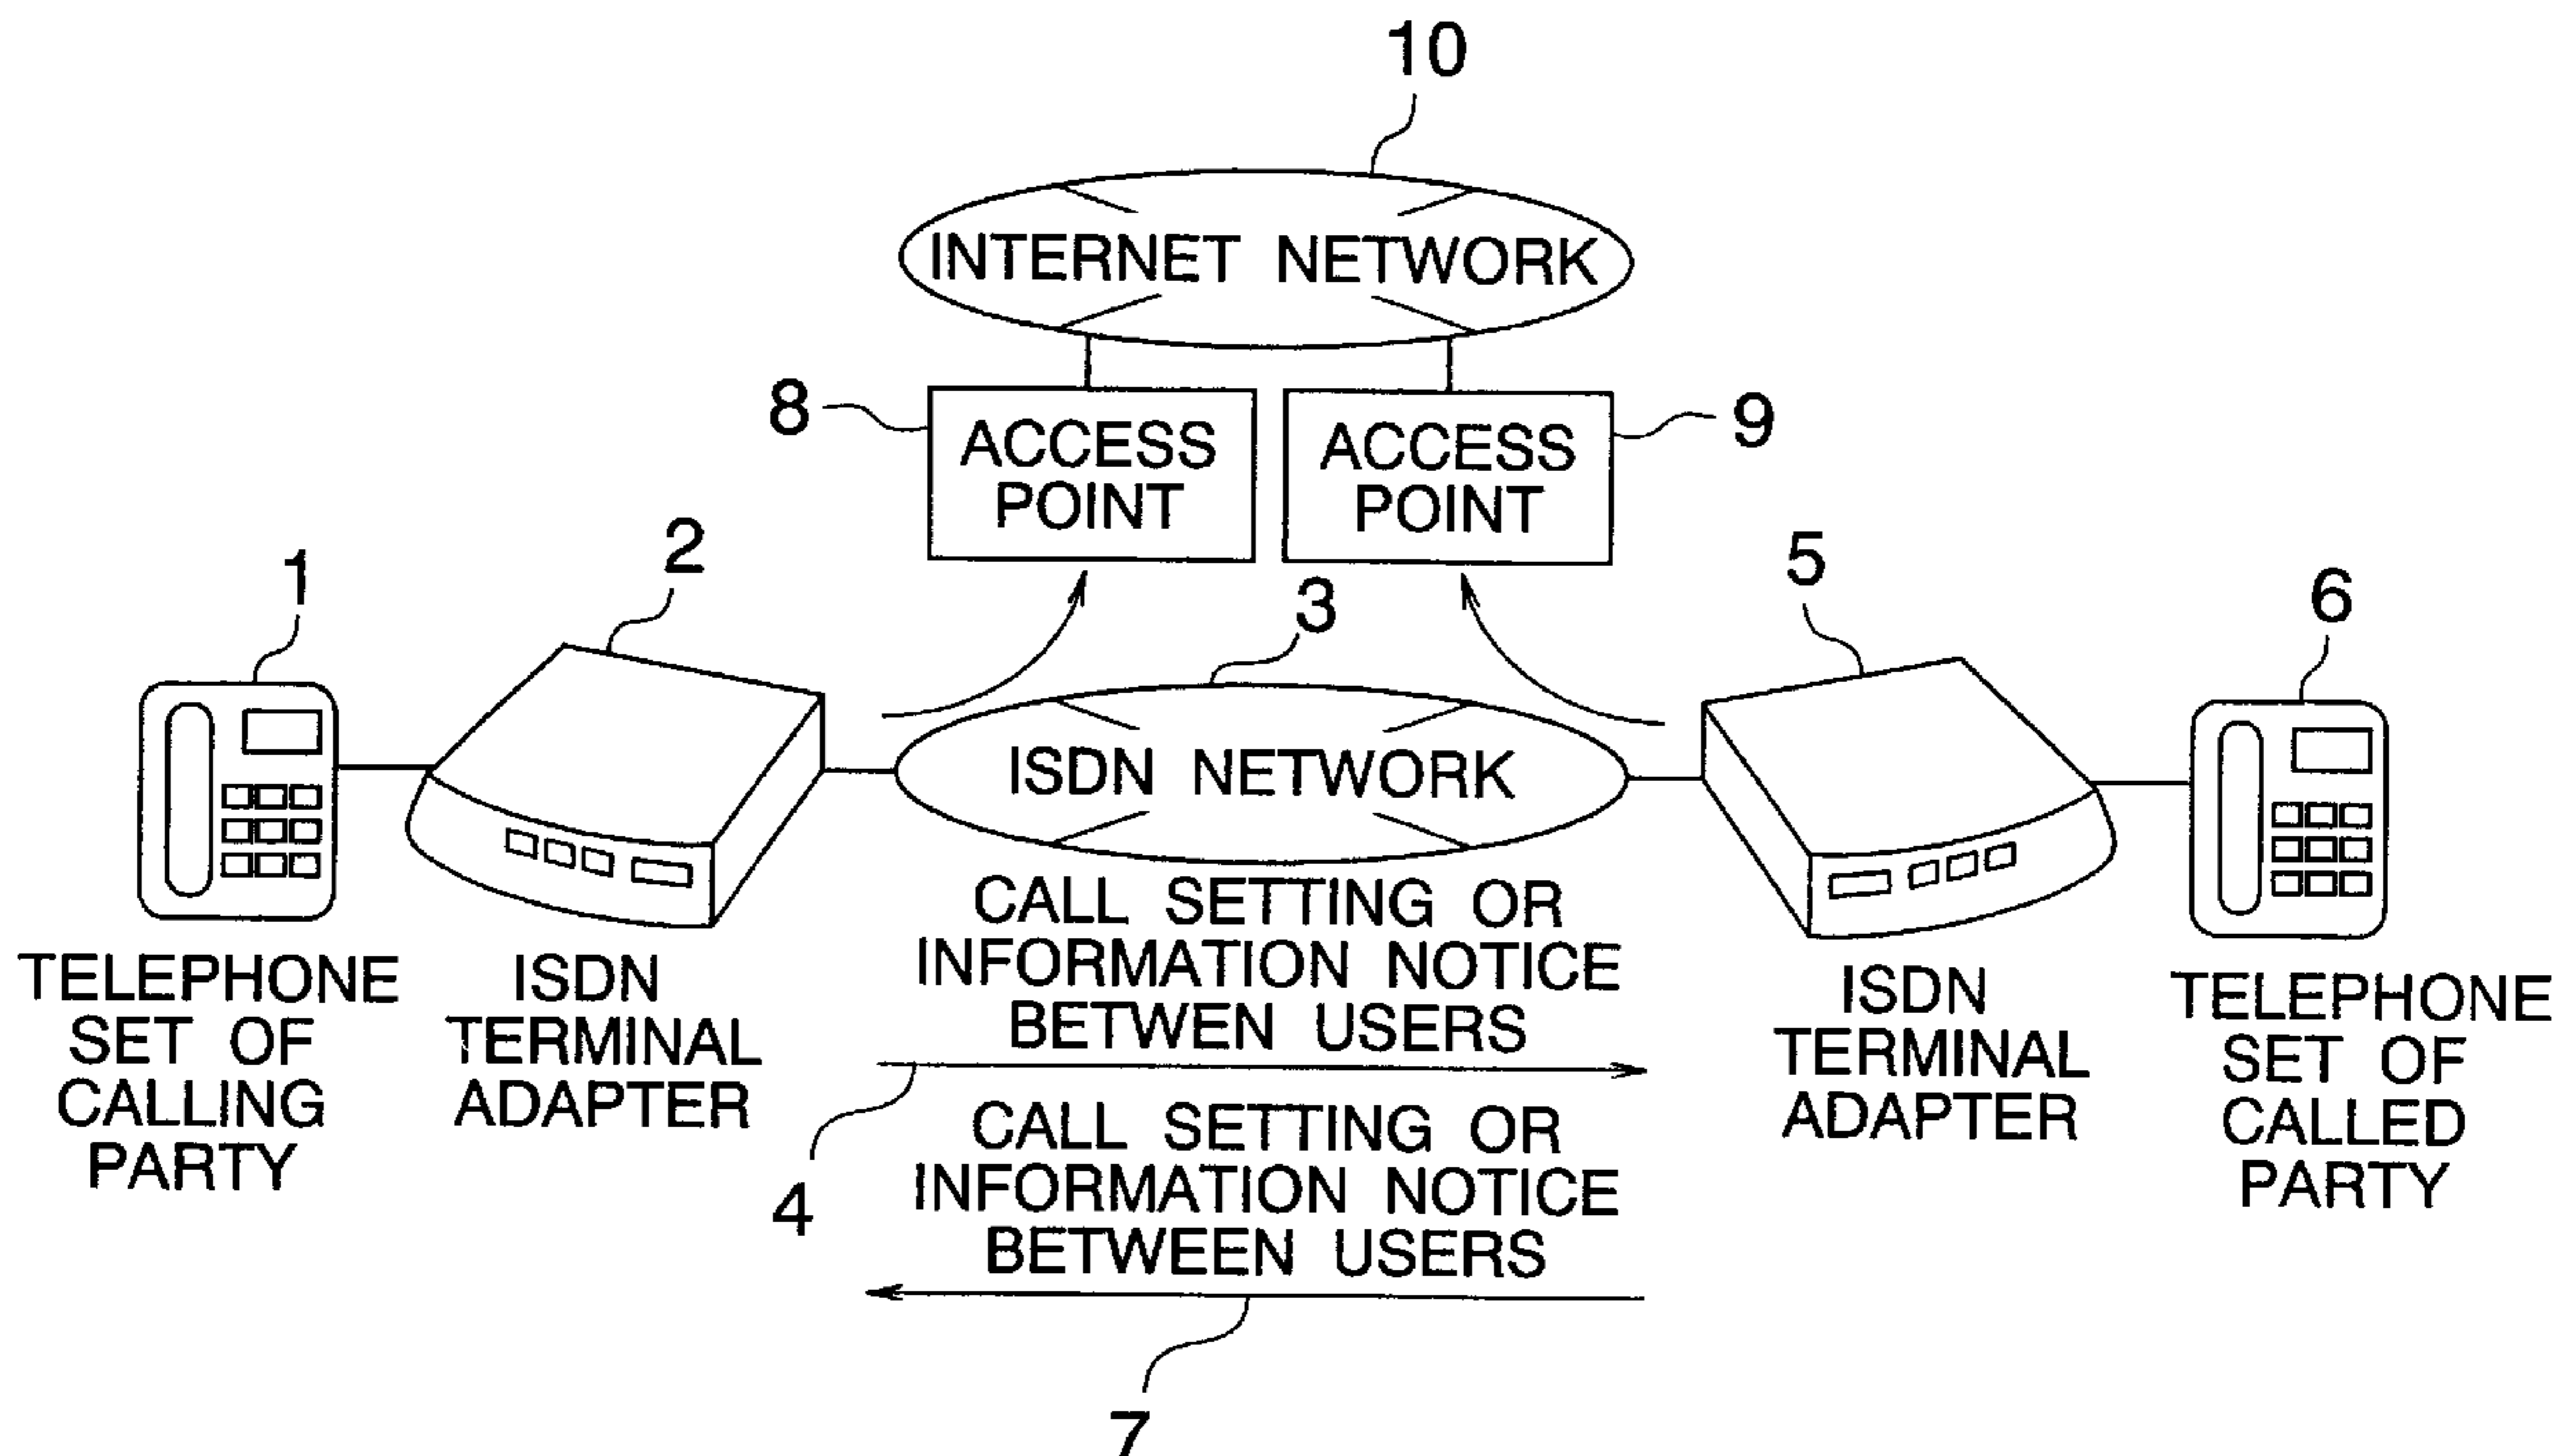 10
INTERNET NETWORK
8
ACCESS
POINT
ACCESS
POINT
9
1
2
3
5
6
ISDN NETWORK
TELEPHONE
SET OF
CALLING
PARTY
ISDN
TERMINAL
ADAPTER
CALL SETTING OR
INFORMATION NOTICE
BETWEN USERS
4
CALL SETTING OR
INFORMATION NOTICE
BETWEEN USERS
7
ISDN
TERMINAL
ADAPTER
TELEPHONE
SET OF
CALLED
PARTY